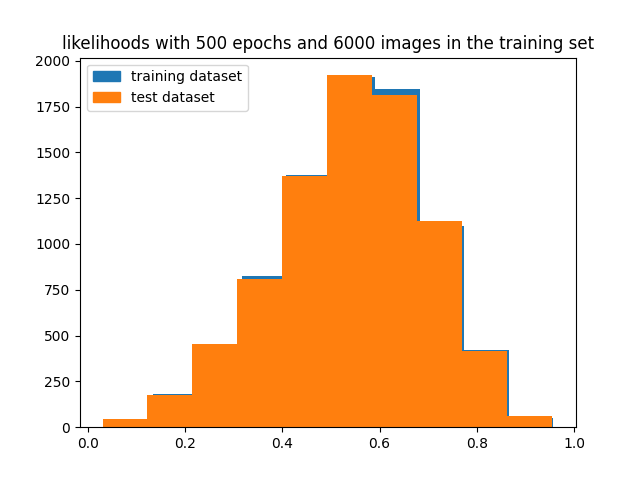 likelihoods with 500 epochs and 6000 images in the training set
training dataset
test dataset
2000
1750
1500
1250
1000
750
500
250
0
0.0 0.2 0.4 0.6 0.8 1.0